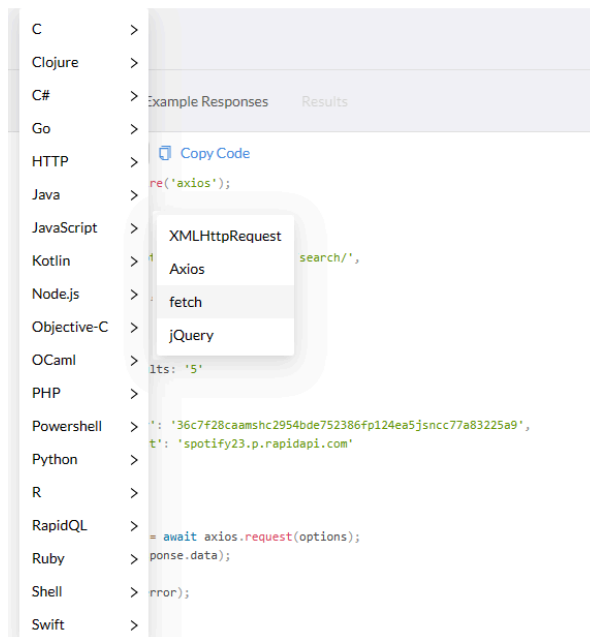 C
Clojure
C#
Go
HTTP
Java
JavaScript
Kotlin
Node.js
Objective-C
OCaml
PHP
Powershell
Python
R
RapidQL
Ruby
Shell
Swift
XMLHttpRequest
Axios
fetch
jQuery
Example Responses
Results
Copy Code
re('axios');
search/',
lts: '5'
': '36c7f28caamshc2954bde752386fp124ea5jsncc77a83225a9',
t': 'spotify23.p.rapidapi.com'
= await axios.request(options);
ponse.data);
rror);